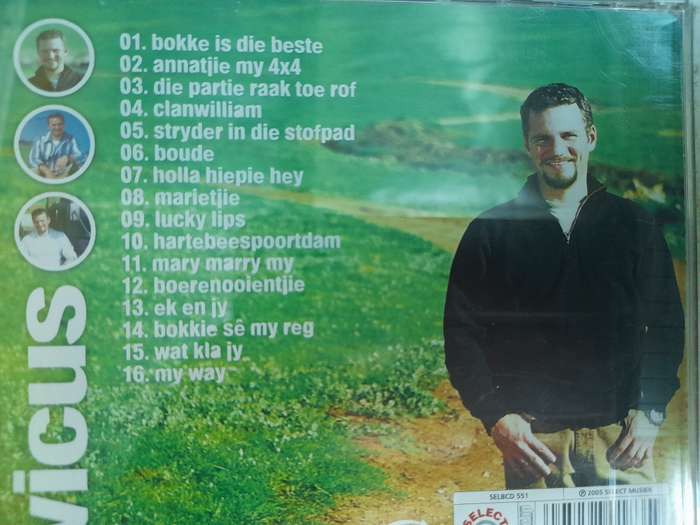 01. bokke is die beste
02. annatjie my 4x4
03. die partie raak toe rof
04. clanwilliam
05. stryder in die stofpad
06. boude
07. holla hiepie hey
08. marietjie
09. lucky lips
10. hartebeespoortdam
11. mary marry my
12. boerenooientjie
13. ek en jy
14. bokkie sê my reg
15. wat kla jy
16. my way
vicus
SELBCD 551
℗ 2005 SELECT MUSIEK
SELECT